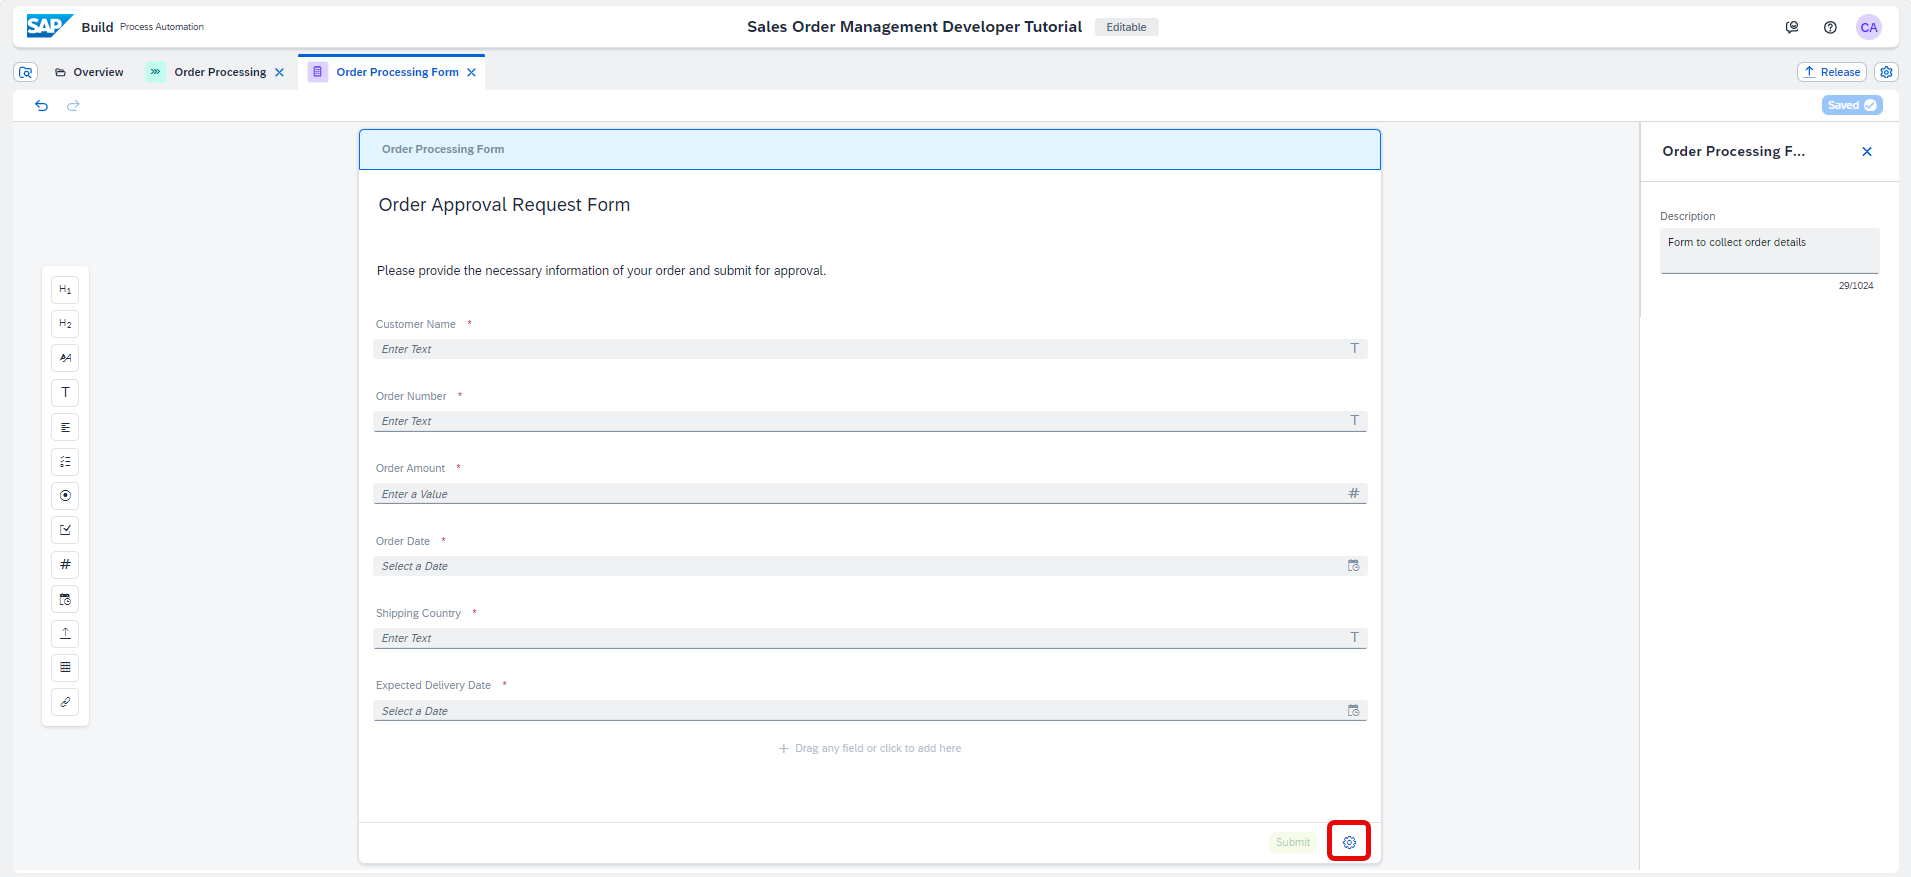 SAP Build Process Automation
Sales Order Management Developer Tutorial Editable
CA
Overview
Order Processing
Order Processing Form
Release
Saved
Order Processing Form
Order Approval Request Form
Please provide the necessary information of your order and submit for approval.
Customer Name *
Enter Text T
Order Number *
Enter Text T
Order Amount *
Enter a Value #
Order Date *
Select a Date
Shipping Country *
Enter Text T
Expected Delivery Date *
Select a Date
+ Drag any field or click to add here
Submit
H1
H2
AA
T
#
Order Processing F...
Description
Form to collect order details
29/1024